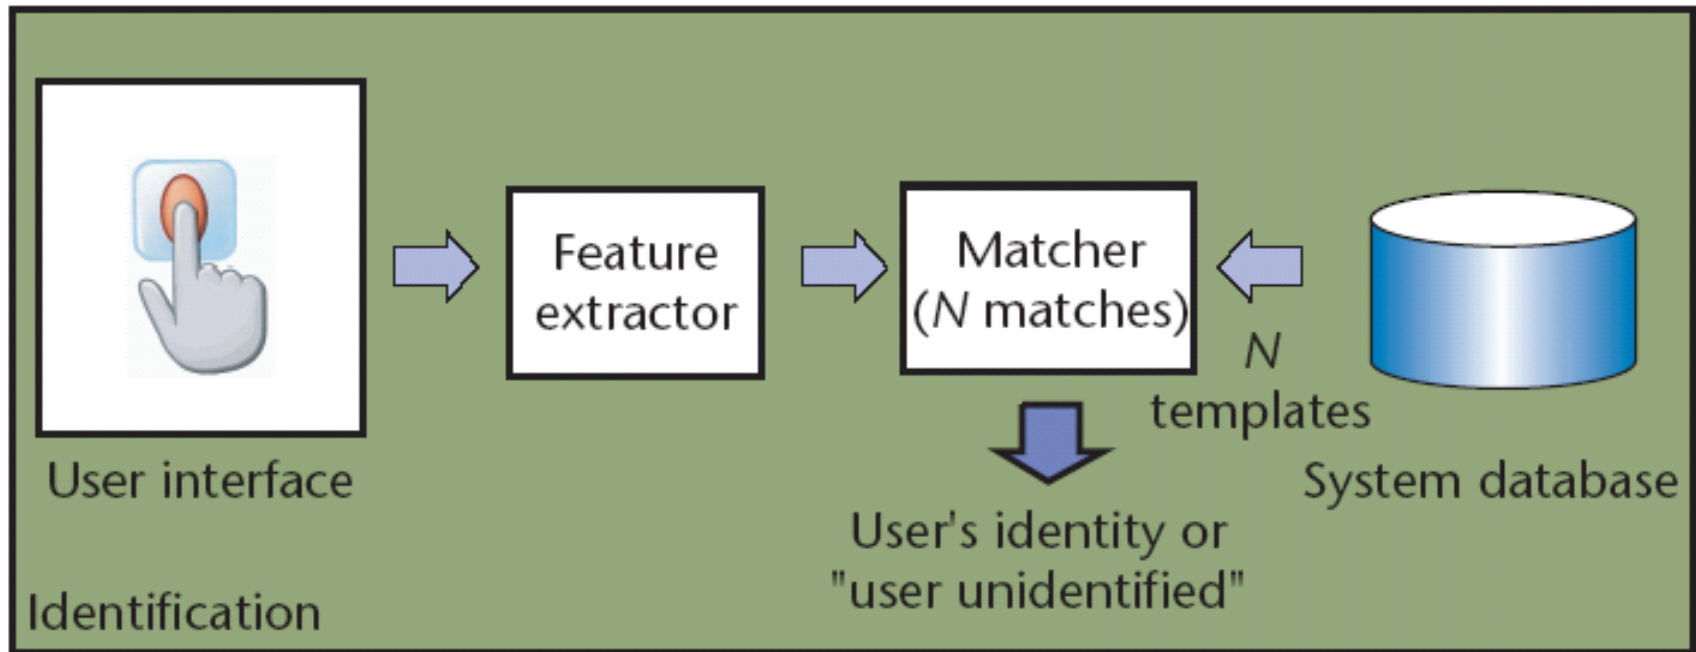 Feature
extractor
Matcher
(N matches)
N
templates
User interface
System database
User's identity or
"user unidentified"
Identification